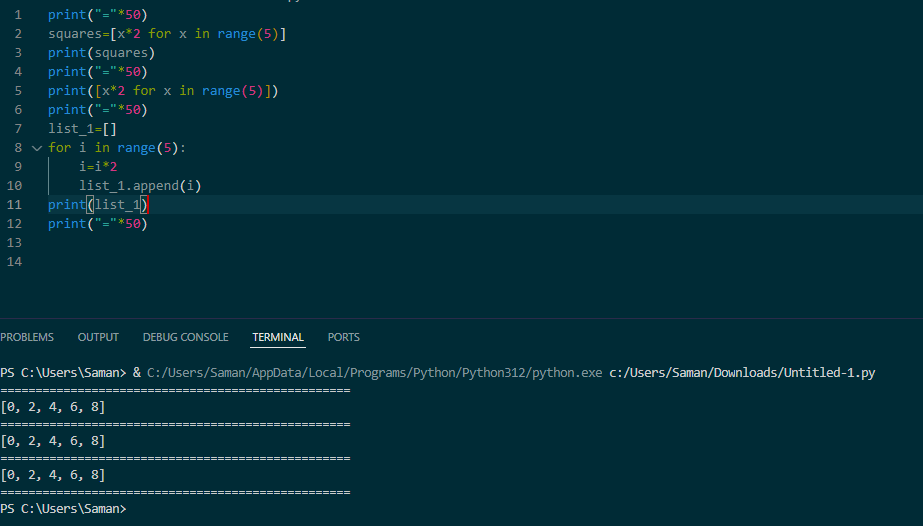 1 print("="*50)
2 squares=[x*2 for x in range(5)]
3 print(squares)
4 print("="*50)
5 print([x*2 for x in range(5)])
6 print("="*50)
7 list_1=[]
8 for i in range(5):
9 i=i*2
10 list_1.append(i)
11 print(list_1)
12 print("="*50)
13
14
PROBLEMS OUTPUT DEBUG CONSOLE TERMINAL PORTS
PS C:\Users\Saman> & C:/Users/Saman/AppData/Local/Programs/Python/Python312/python.exe c:/Users/Saman/Downloads/Untitled-1.py
==================================================
[0, 2, 4, 6, 8]
==================================================
[0, 2, 4, 6, 8]
==================================================
[0, 2, 4, 6, 8]
==================================================
PS C:\Users\Saman>